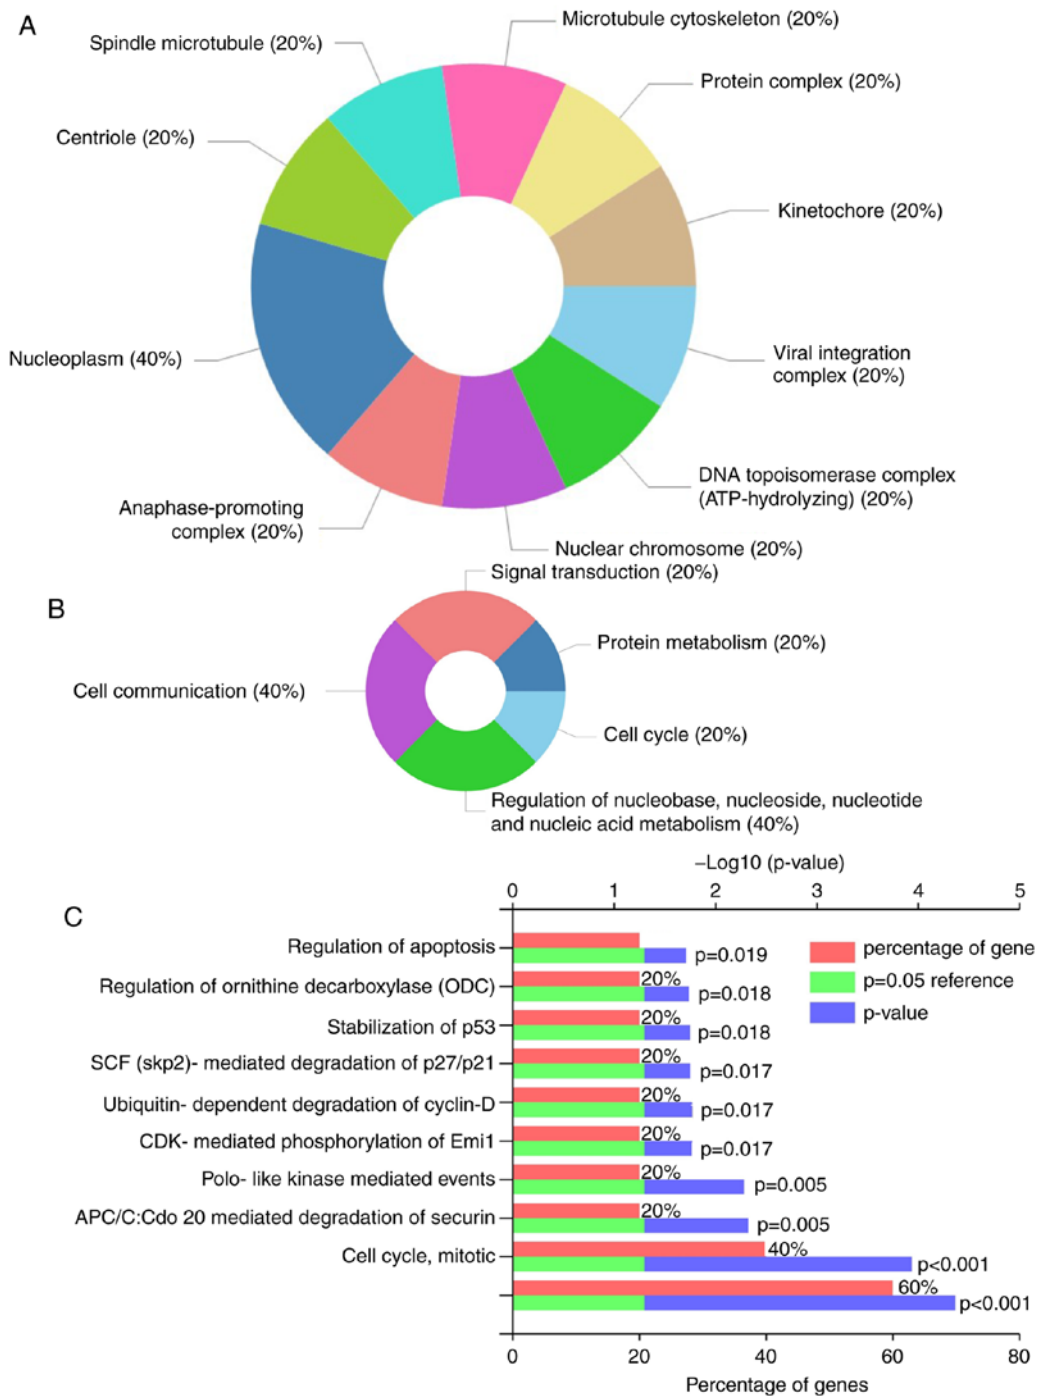 A
Microtubule cytoskeleton (20%)
Spindle microtubule (20%)
Protein complex (20%)
Centriole (20%)
Kinetochore (20%)
Nucleoplasm (40%)
Viral integration
complex (20%)
DNA topoisomerase complex
(ATP-hydrolyzing) (20%)
Anaphase-promoting
complex (20%)
Nuclear chromosome (20%)
B
Signal transduction (20%)
Protein metabolism (20%)
Cell communication (40%)
Cell cycle (20%)
Regulation of nucleobase, nucleoside, nucleotide
and nucleic acid metabolism (40%)
C
–Log10 (p-value)
0 1 2 3 4 5
percentage of gene
p=0.05 reference
p-value
Regulation of apoptosis
p=0.019
Regulation of ornithine decarboxylase (ODC)
20%
p=0.018
Stabilization of p53
20%
p=0.018
SCF (skp2)- mediated degradation of p27/p21
20%
p=0.017
Ubiquitin- dependent degradation of cyclin-D
20%
p=0.017
CDK- mediated phosphorylation of Emi1
20%
p=0.017
Polo- like kinase mediated events
20%
p=0.005
APC/C:Cdo 20 mediated degradation of securin
20%
p=0.005
Cell cycle, mitotic
40%
p<0.001
60%
p<0.001
0 20 40 60 80
Percentage of genes